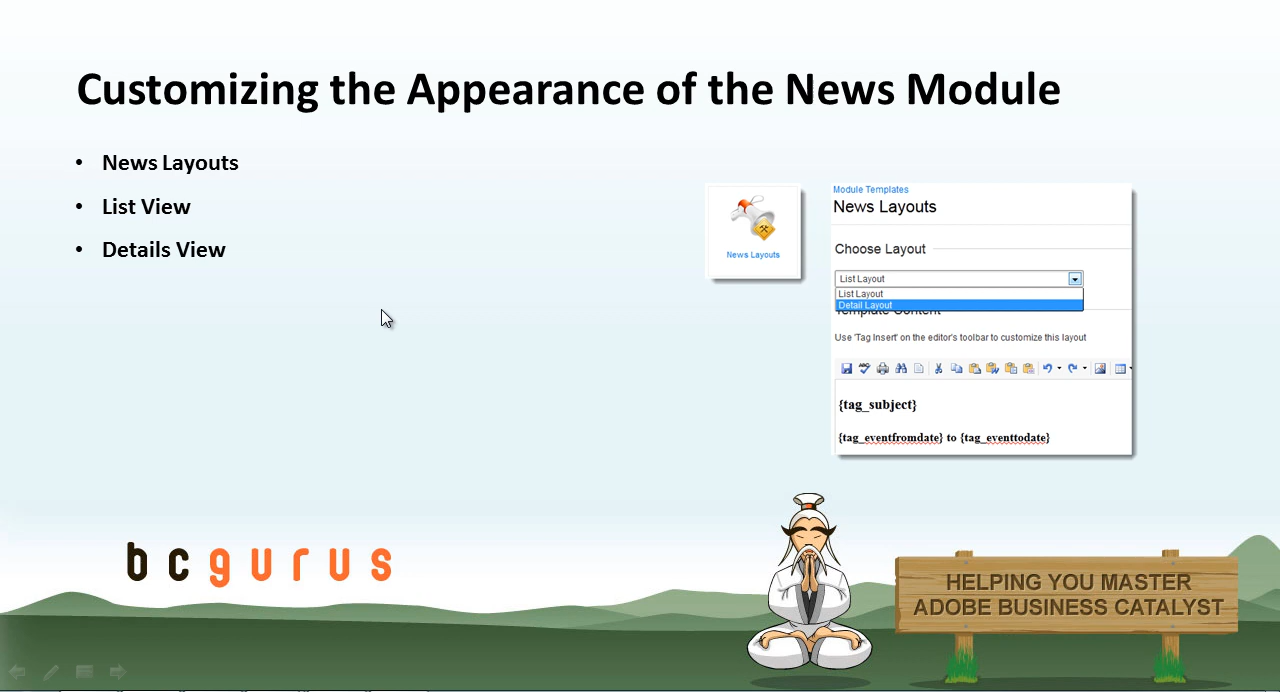 Customizing the Appearance of the News Module
• News Layouts
• List View
• Details View
News Layouts
Module Templates
News Layouts
Choose Layout
List Layout
List Layout
Detail Layout
Template Content
Use 'Tag Insert' on the editor's toolbar to customize this layout
ABC
{tag_subject}
{tag_eventfromdate} to {tag_eventtodate}
bcgurus
HELPING YOU MASTER
ADOBE BUSINESS CATALYST